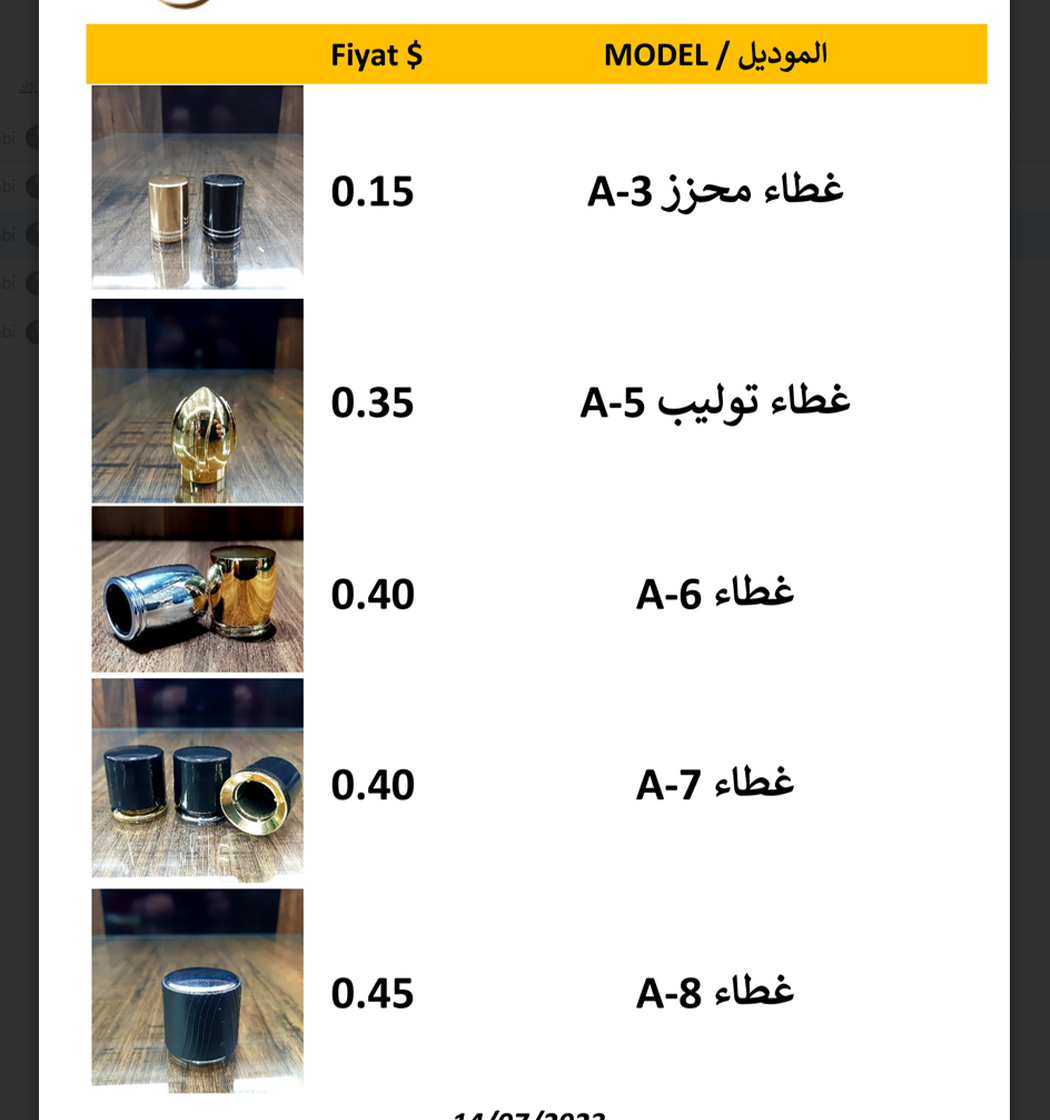 Fiyat $ MODEL / الموديل
0.15 غطاء محزز A-3
0.35 غطاء توليب A-5
0.40 غطاء A-6
0.40 غطاء A-7
0.45 غطاء A-8